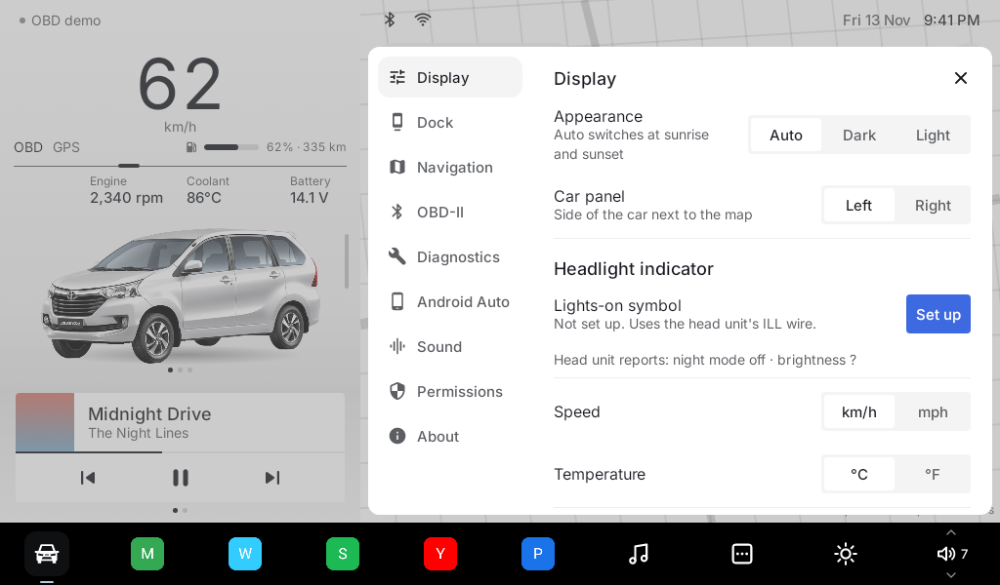 OBD demo
Fri 13 Nov 9:41 PM
62
km/h
OBD GPS
62% · 335 km
Engine
2,340 rpm
Coolant
86°C
Battery
14.1 V
Midnight Drive
The Night Lines
Display
Dock
Navigation
OBD-II
Diagnostics
Android Auto
Sound
Permissions
About
Display
Appearance
Auto switches at sunrise
and sunset
Auto Dark Light
Car panel
Side of the car next to the map
Left Right
Headlight indicator
Lights-on symbol
Not set up. Uses the head unit's ILL wire.
Set up
Head unit reports: night mode off · brightness ?
Speed
km/h mph
Temperature
°C °F
M W S Y P 7